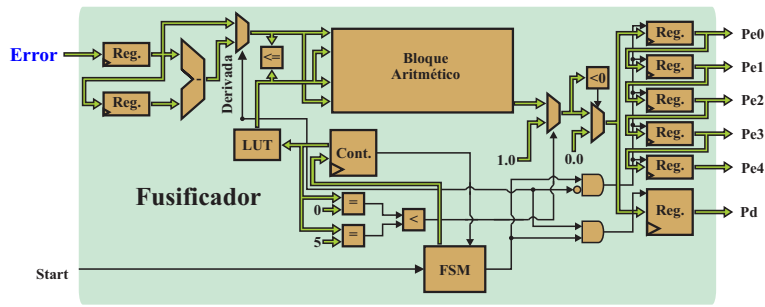 Error
Reg.
Reg.
-
Derivada
<=
Bloque
Aritmético
LUT
Cont.
1.0
<0
0.0
Reg.
Reg.
Reg.
Reg.
Reg.
Reg.
Pe0
Pe1
Pe2
Pe3
Pe4
Pd
Fusificador
0
=
5
=
<
Start
FSM